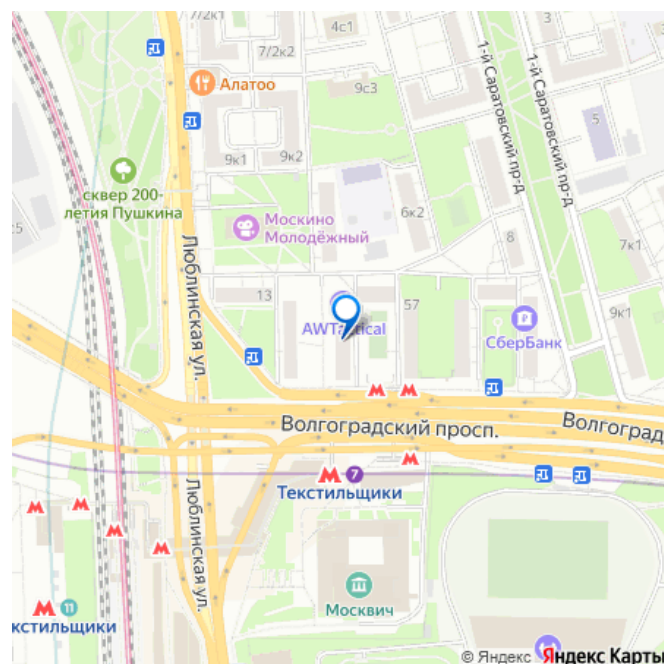 7/2к1
4с1
7/2к2
Алатоо
9с3
1-й Саратовский пр-д
1-й Саратовский пр-д
5
9к1
9к2
сквер 200-
летия Пушкина
6к2
Москино
Молодёжный
8
7к1
13
57
AWTactical
СберБанк
9к1
Люблинская ул.
Волгоградский просп.
Волгоград
7
Текстильщики
Люблинская ул.
Москвич
11
кстильщики
© Яндекс Яндекс Карты